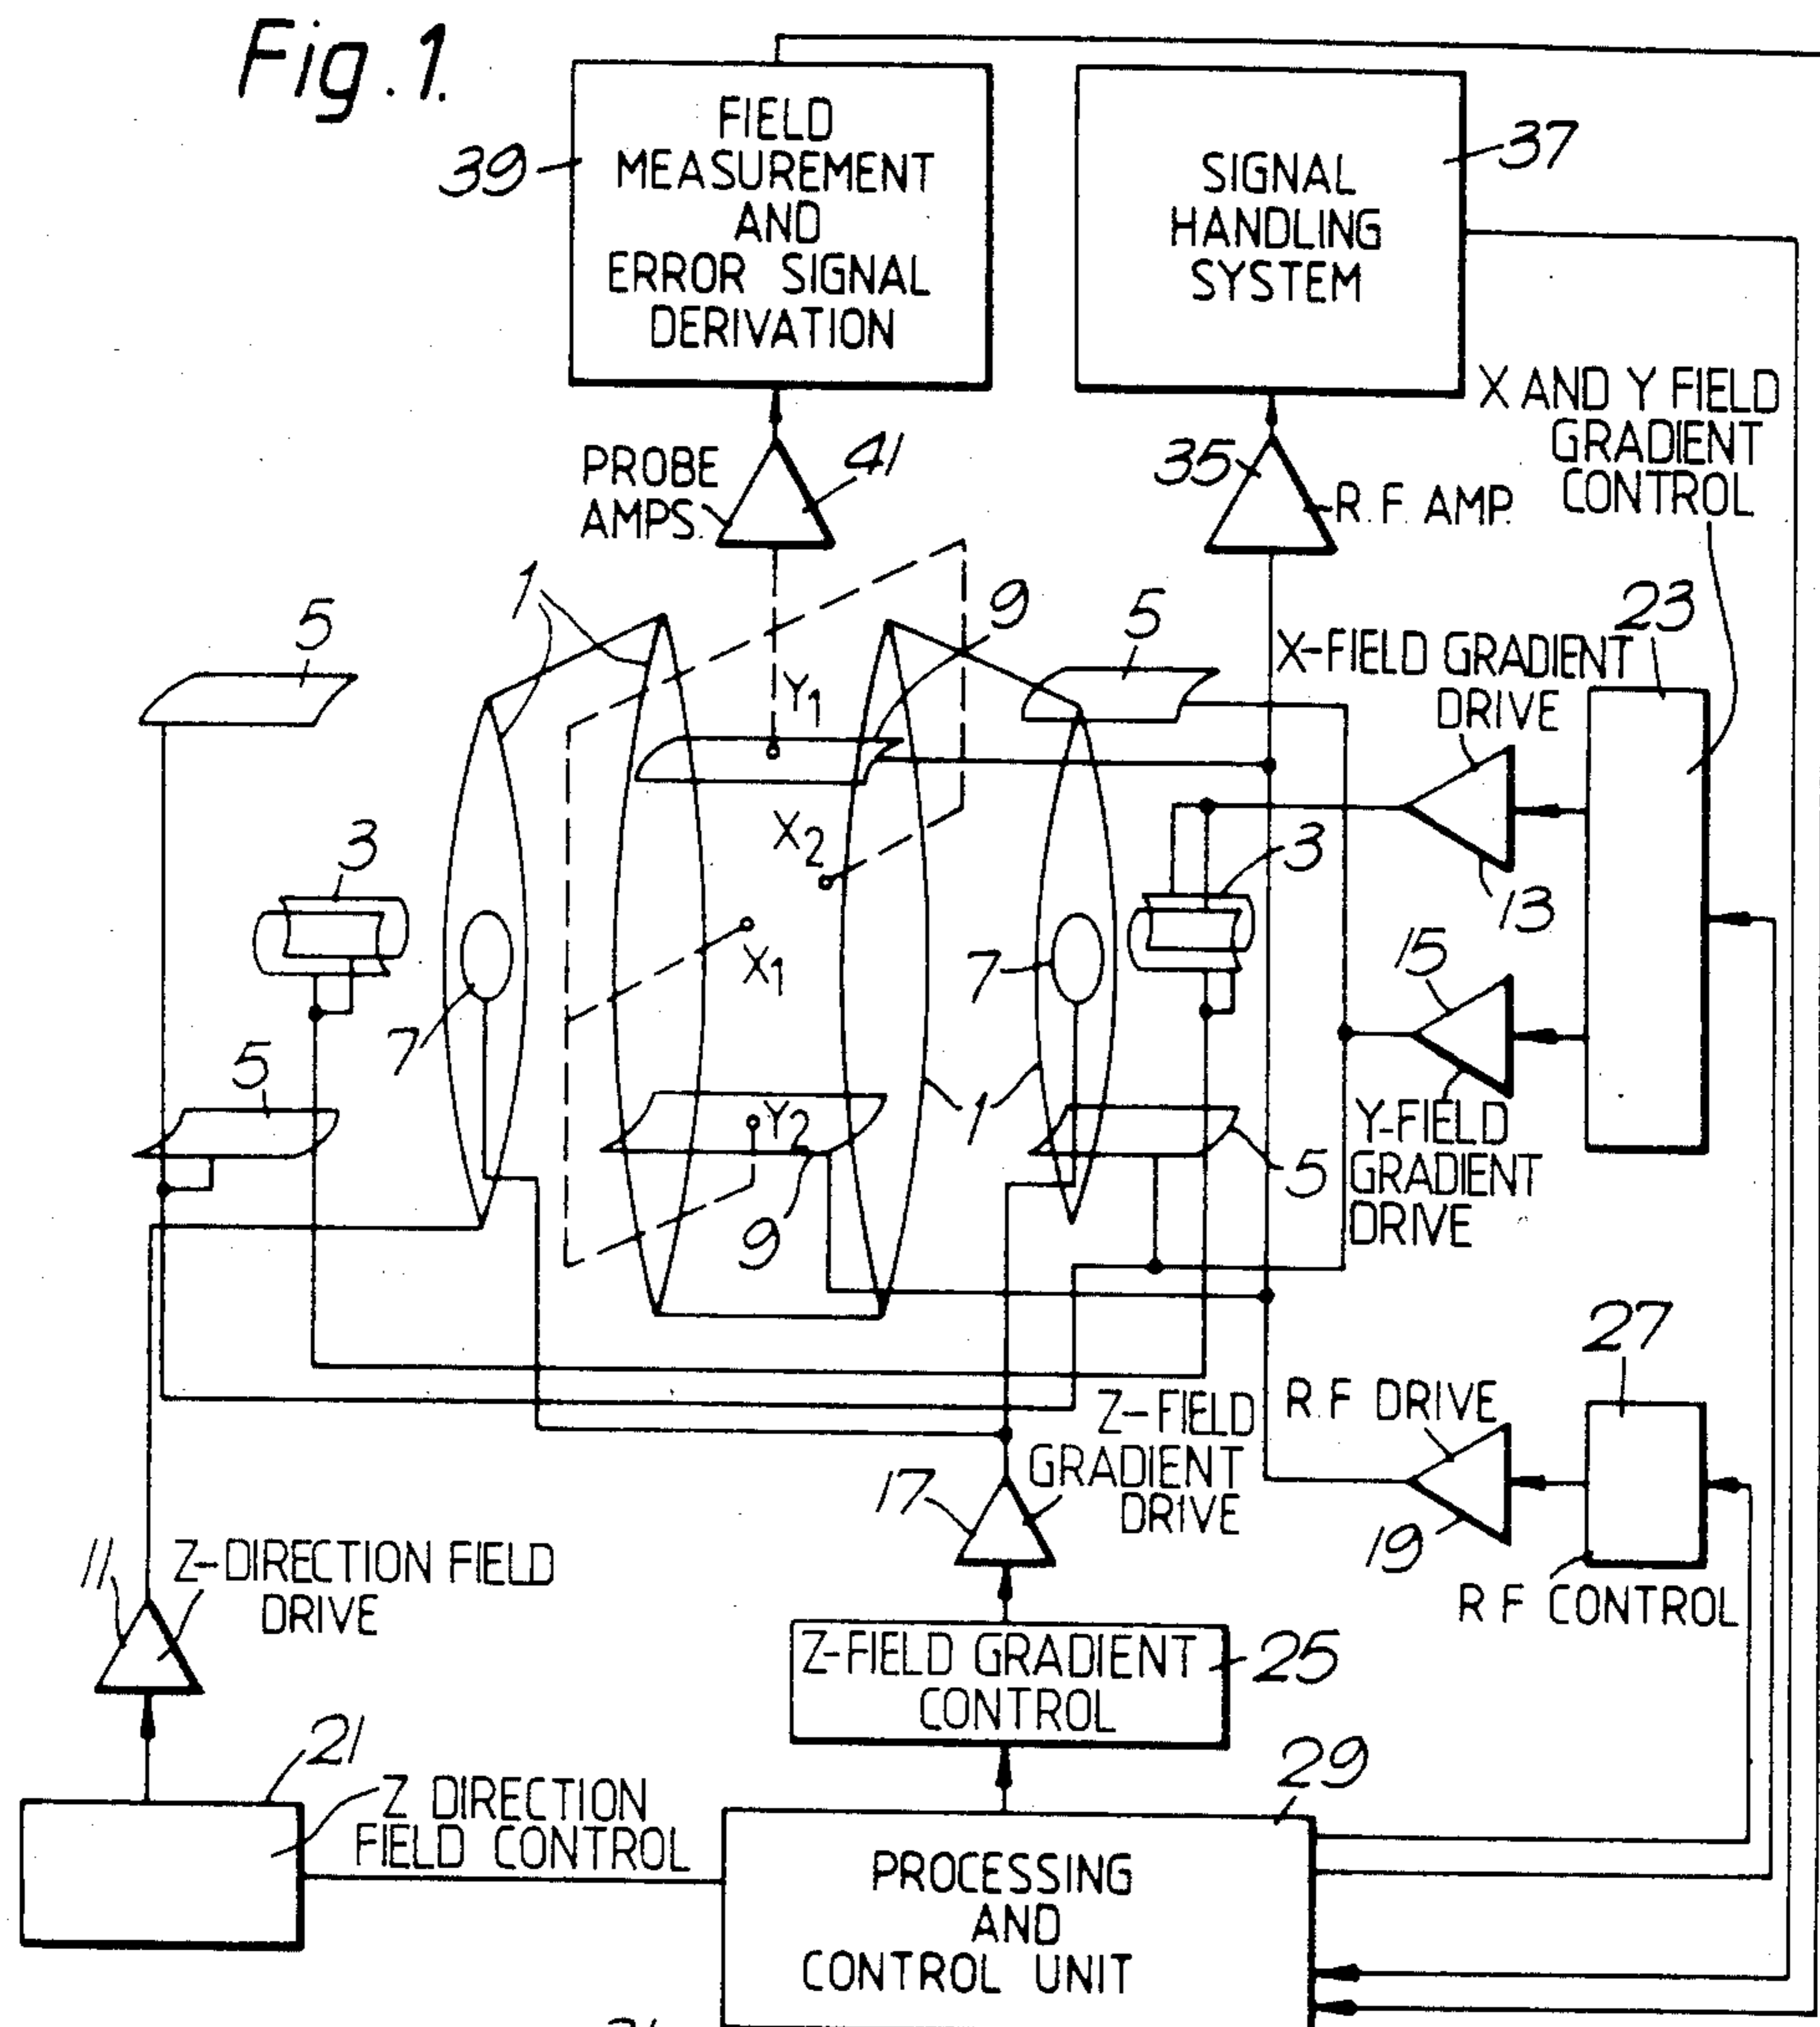 Fig. 1.
FIELD
MEASUREMENT
AND
ERROR SIGNAL
DERIVATION
39
SIGNAL
HANDLING
SYSTEM
37
X AND Y FIELD
GRADIENT
CONTROL
PROBE
AMPS.
41
35
R.F. AMP.
1
5
9
5
23
X-FIELD GRADIENT
DRIVE
Y1
3
X2
3
13
X1
7
7
15
5
Y2
1
9
5
Y-FIELD
GRADIENT
DRIVE
27
R.F DRIVE
Z-FIELD
GRADIENT
DRIVE
17
19
R F CONTROL
11
Z-DIRECTION FIELD
DRIVE
Z-FIELD GRADIENT
CONTROL
25
21
Z DIRECTION
FIELD CONTROL
29
PROCESSING
AND
CONTROL UNIT